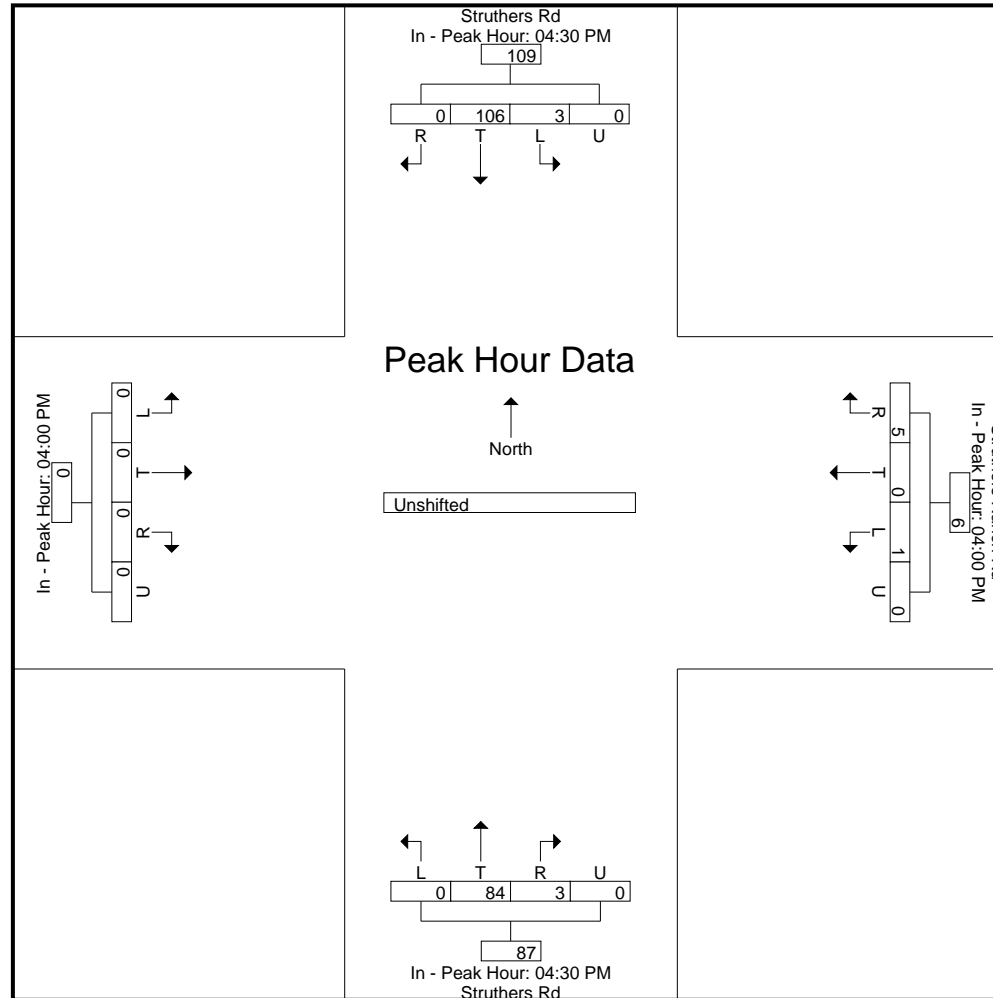 Struthers Rd
In - Peak Hour: 04:30 PM
109
0 106 3 0
R T L U
Peak Hour Data
North
Unshifted
In - Peak Hour: 04:00 PM
0
0 0 0 0
L T R U
R T L U
5 0 1 0
6
In - Peak Hour: 04:00 PM
L T R U
0 84 3 0
87
In - Peak Hour: 04:30 PM
Struthers Rd